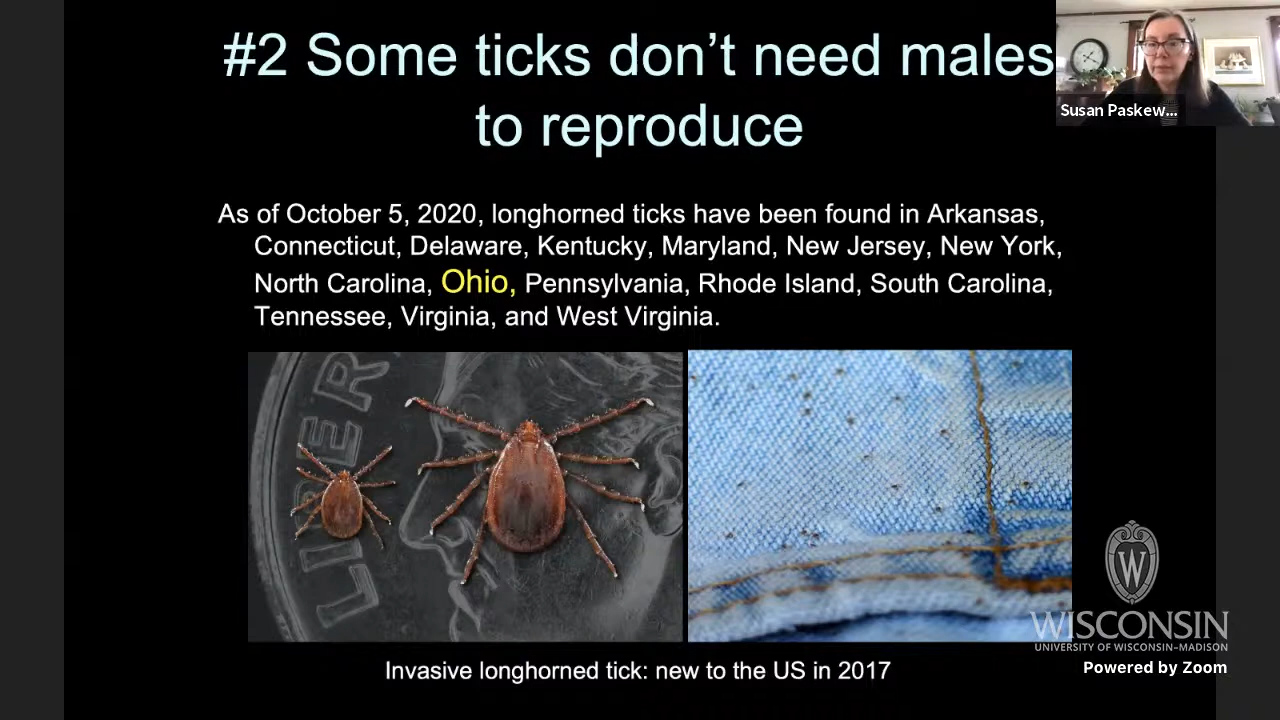 #2 Some ticks don’t need males
to reproduce
Susan Paskew...
As of October 5, 2020, longhorned ticks have been found in Arkansas,
Connecticut, Delaware, Kentucky, Maryland, New Jersey, New York,
North Carolina, Ohio, Pennsylvania, Rhode Island, South Carolina,
Tennessee, Virginia, and West Virginia.
LIBER
W
WISCONSIN
UNIVERSITY OF WISCONSIN–MADISON
Powered by Zoom
Invasive longhorned tick: new to the US in 2017